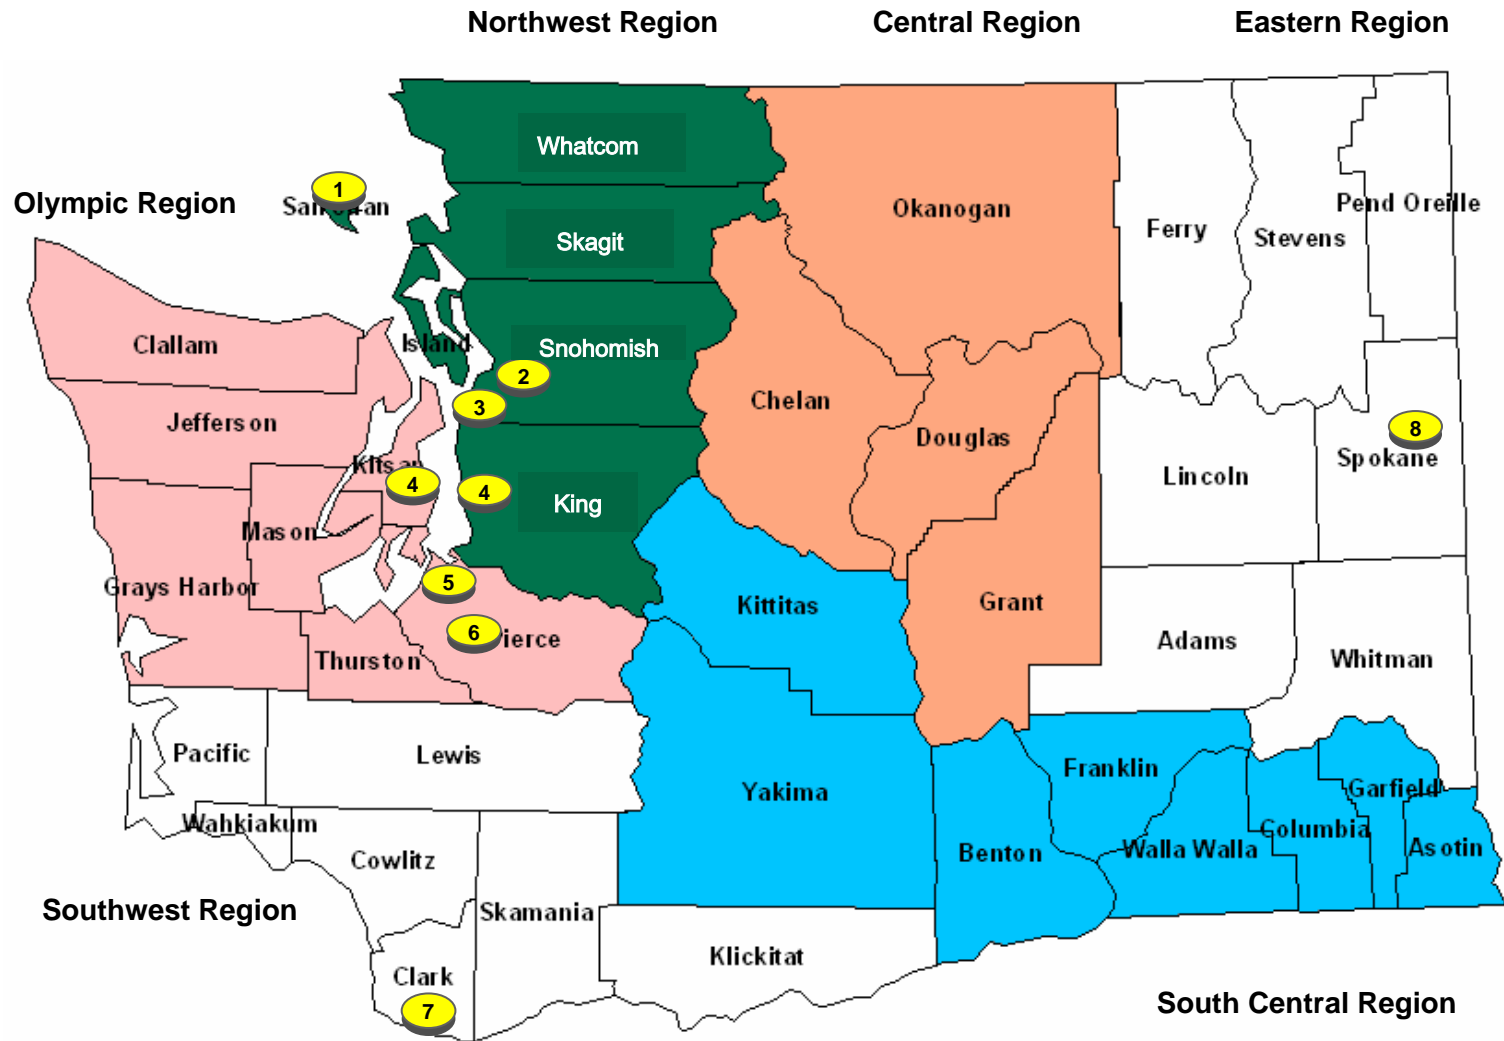 Northwest Region
Central Region
Eastern Region
Whatcom
1
Olympic Region
Okanogan
Pend Oreille
Ferry
Stevens
Skagit
Clallam
Island
Snohomish
2
3
Chelan
Jefferson
Douglas
8
Spokane
4
4
King
Lincoln
Mason
Grays Harbor
5
Kittitas
Grant
6
Thurston
Adams
Whitman
Pacific
Lewis
Yakima
Franklin
Garfield
Wahkiakum
Cowlitz
Benton
Walla Walla
Columbia
Asotin
Southwest Region
Skamania
Clark
Klickitat
7
South Central Region